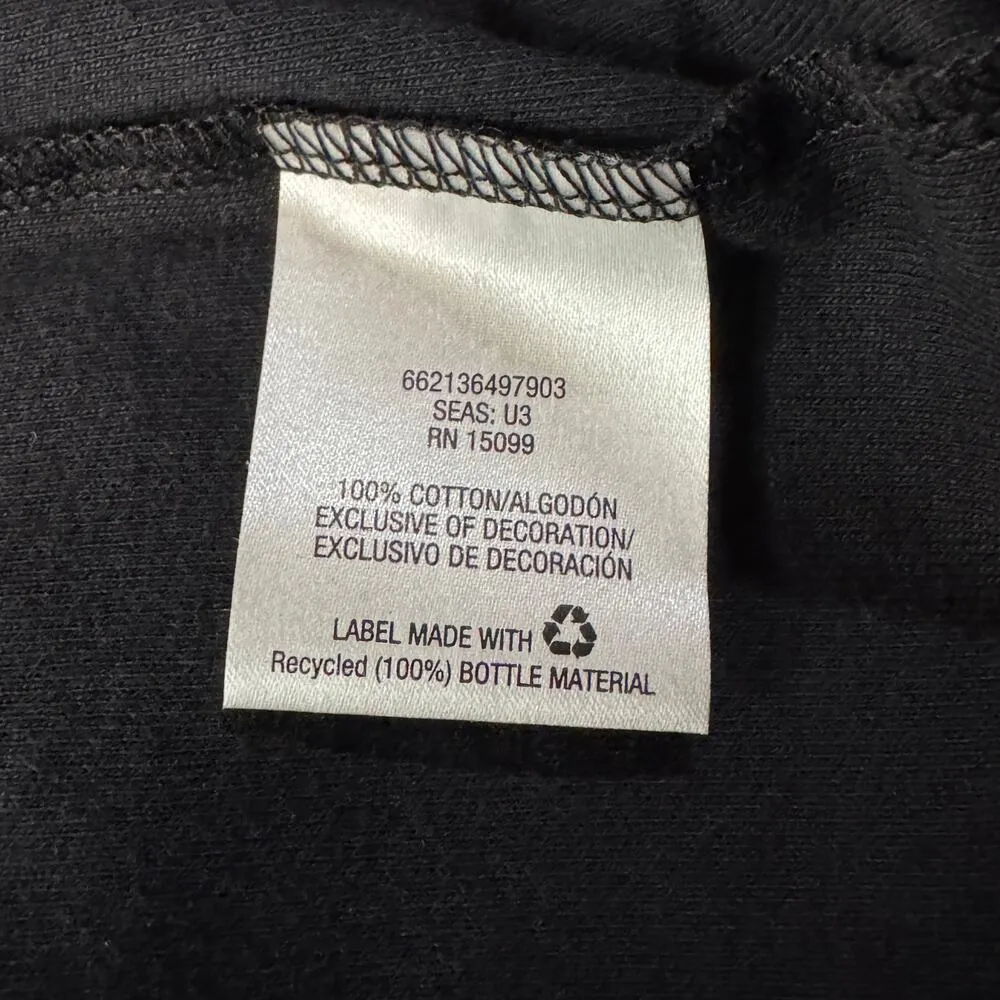 662136497903
SEAS: U3
RN 15099
100% COTTON/ALGODÓN
EXCLUSIVE OF DECORATION/
EXCLUSIVO DE DECORACIÓN
LABEL MADE WITH
Recycled (100%) BOTTLE MATERIAL